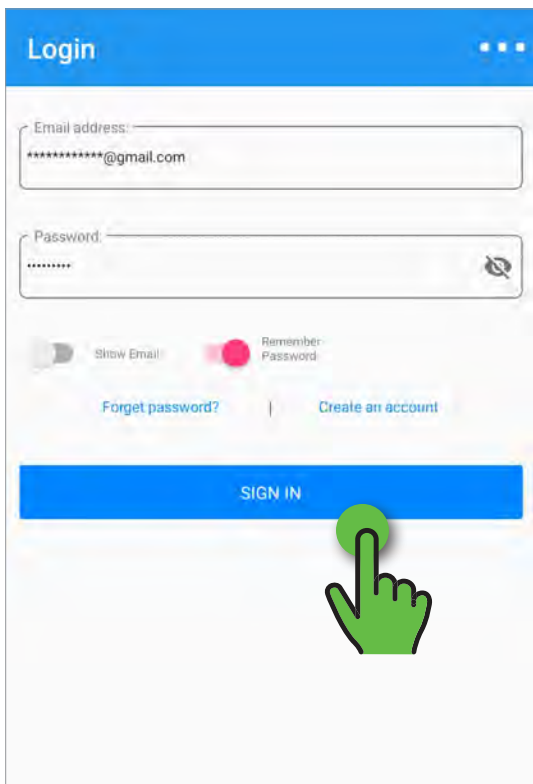 Login
Email address:
************@gmail.com
Password:
•••••••••
Show Email
Remember
Password
Forget password? | Create an account
SIGN IN